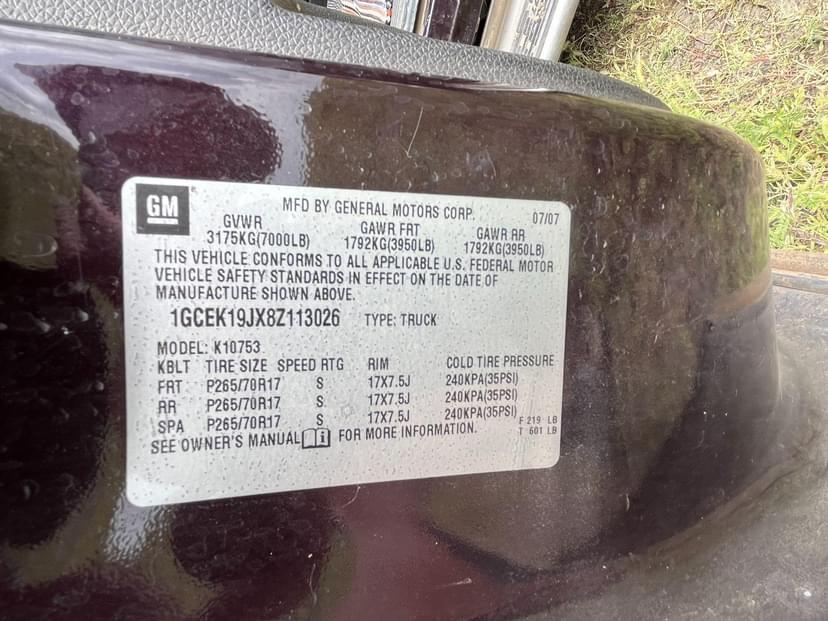 GM
MFD BY GENERAL MOTORS CORP. 07/07
GVWR GAWR FRT GAWR RR
3175KG(7000LB) 1792KG(3950LB) 1792KG(3950LB)
THIS VEHICLE CONFORMS TO ALL APPLICABLE U.S. FEDERAL MOTOR
VEHICLE SAFETY STANDARDS IN EFFECT ON THE DATE OF
MANUFACTURE SHOWN ABOVE.
1GCEK19JX8Z113026 TYPE: TRUCK
MODEL: K10753
KBLT TIRE SIZE SPEED RTG RIM COLD TIRE PRESSURE
FRT P265/70R17 S 17X7.5J 240KPA(35PSI)
RR P265/70R17 S 17X7.5J 240KPA(35PSI)
SPA P265/70R17 S 17X7.5J 240KPA(35PSI)
SEE OWNER'S MANUAL FOR MORE INFORMATION.
F 219 LB
T 601 LB